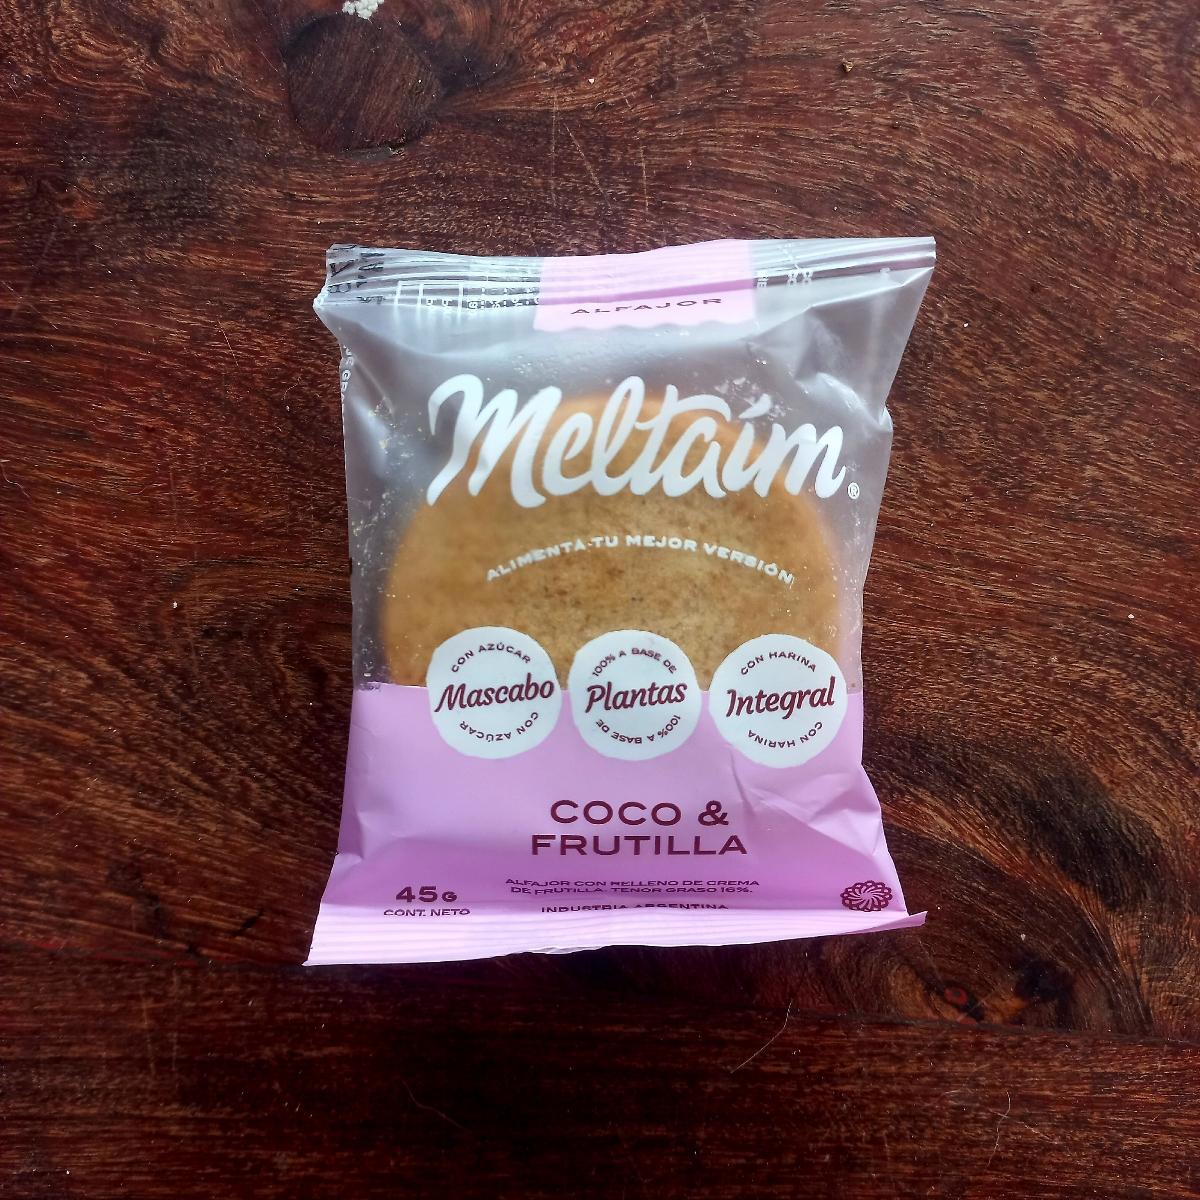 ALFAJOR
Meltaím®
ALIMENTA TU MEJOR VERSIÓN
CON AZÚCAR
Mascabo
CON AZÚCAR
100% A BASE DE
Plantas
100% A BASE DE
CON HARINA
Integral
CON HARINA
COCO &
FRUTILLA
ALFAJOR CON RELLENO DE CREMA
DE FRUTILLA. TENOR GRASO 16%.
45G
CONT. NETO
INDUSTRIA ARGENTINA